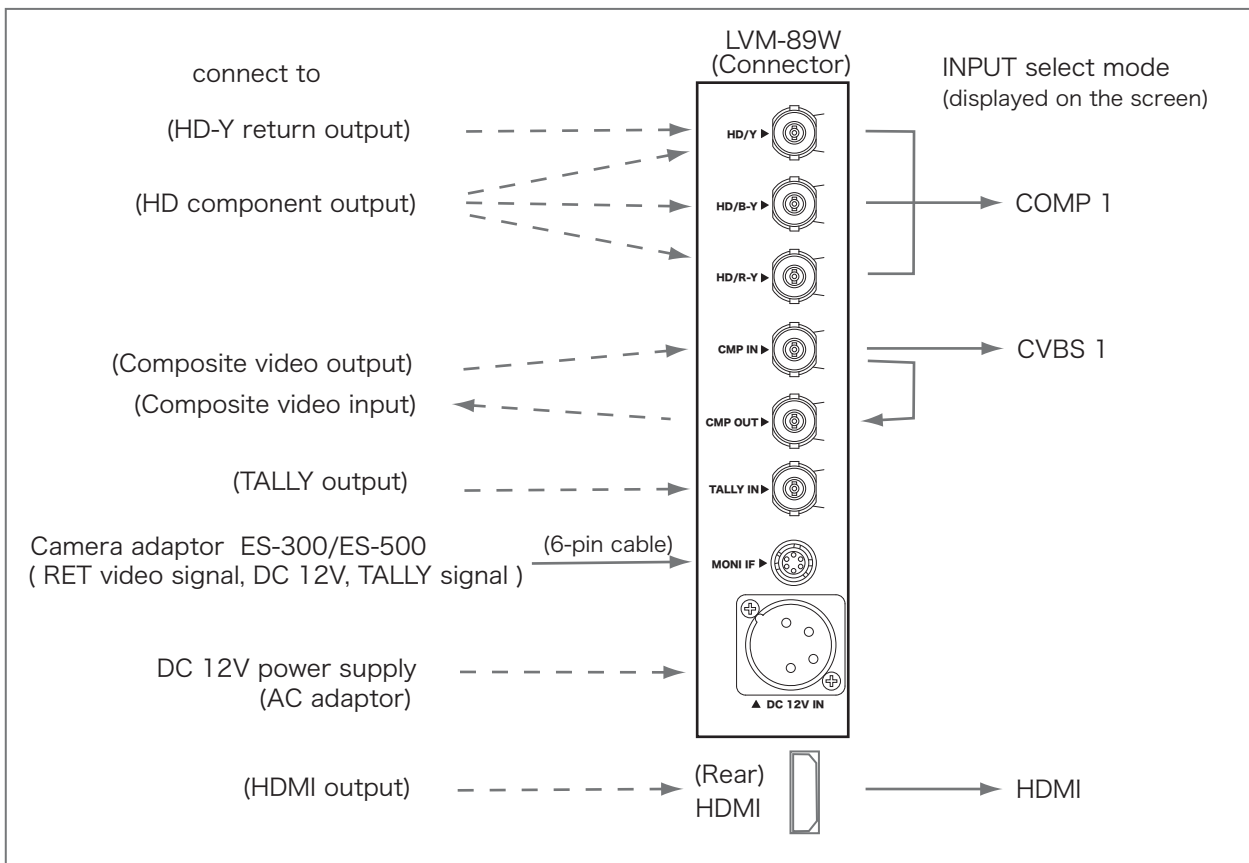 LVM-89W
(Connector)
connect to
INPUT select mode
(displayed on the screen)
(HD-Y return output)
HD/Y▶
(HD component output)
HD/B-Y▶
COMP 1
HD/R-Y▶
(Composite video output)
CMP IN▶
CVBS 1
(Composite video input)
CMP OUT▶
(TALLY output)
TALLY IN▶
Camera adaptor ES-300/ES-500
(6-pin cable)
( RET video signal, DC 12V, TALLY signal )
MONI IF▶
DC 12V power supply
(AC adaptor)
▲ DC 12V IN
(HDMI output)
(Rear)
HDMI
HDMI